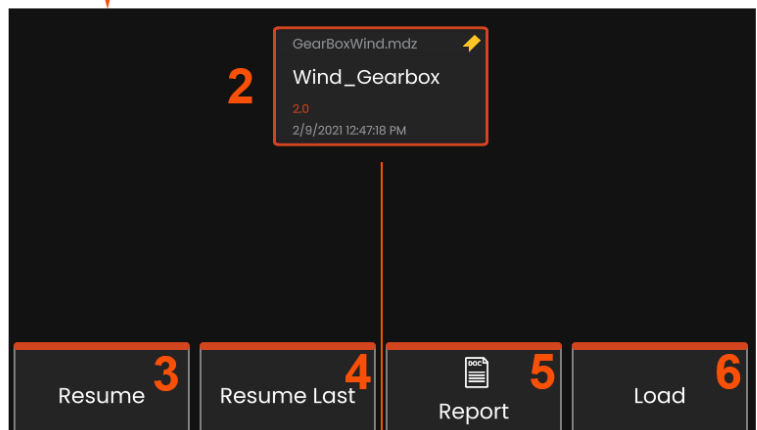 GearBoxWind.mdz
2
Wind_Gearbox
2.0
2/9/2021 12:47:18 PM
Resume 3
Resume Last 4
DOC
Report 5
Load 6